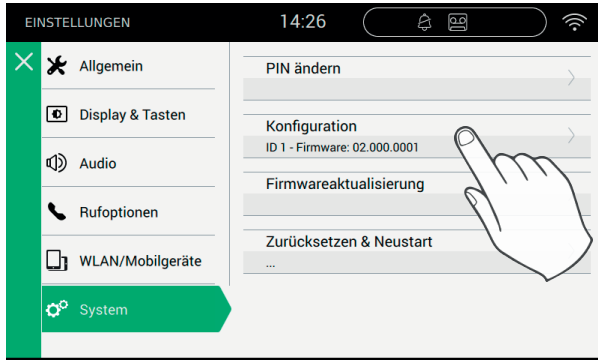 EINSTELLUNGEN 14:26
Allgemein
Display & Tasten
Audio
Rufoptionen
WLAN/Mobilgeräte
System
PIN ändern
Konfiguration
ID 1 - Firmware: 02.000.0001
Firmwareaktualisierung
Zurücksetzen & Neustart
...